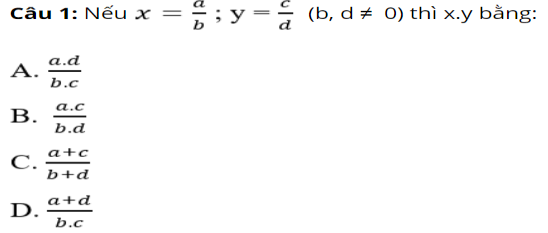 Câu 1: Nếu x = a/b ; y = c/d (b, d ≠ 0) thì x.y bằng:
A. a.d/b.c
B. a.c/b.d
C. a+c/b+d
D. a+d/b.c